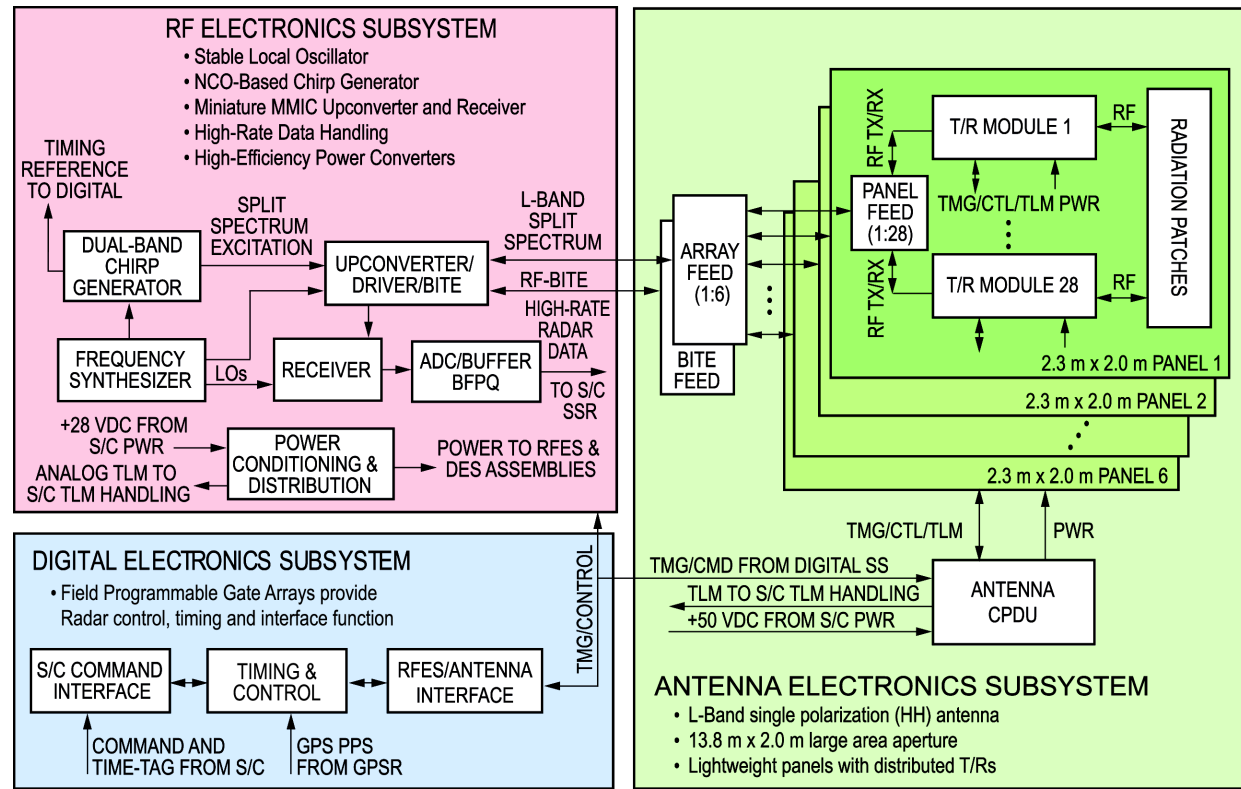 RF ELECTRONICS SUBSYSTEM
• Stable Local Oscillator
• NCO-Based Chirp Generator
• Miniature MMIC Upconverter and Receiver
• High-Rate Data Handling
• High-Efficiency Power Converters
TIMING
REFERENCE
TO DIGITAL
SPLIT
SPECTRUM
EXCITATION
L-BAND
SPLIT
SPECTRUM
DUAL-BAND
CHIRP
GENERATOR
UPCONVERTER/
DRIVER/BITE
RF-BITE
HIGH-RATE
RADAR
DATA
FREQUENCY
SYNTHESIZER
LOs
RECEIVER
ADC/BUFFER
BFPQ
TO S/C
SSR
+28 VDC FROM
S/C PWR
ANALOG TLM TO
S/C TLM HANDLING
POWER
CONDITIONING &
DISTRIBUTION
POWER TO RFES &
DES ASSEMBLIES
DIGITAL ELECTRONICS SUBSYSTEM
• Field Programmable Gate Arrays provide
Radar control, timing and interface function
TMG/CONTROL
S/C COMMAND
INTERFACE
TIMING &
CONTROL
RFES/ANTENNA
INTERFACE
COMMAND AND
TIME-TAG FROM S/C
GPS PPS
FROM GPSR
ARRAY
FEED
(1:6)
BITE
FEED
RF TX/RX
T/R MODULE 1
RF
RADIATION PATCHES
PANEL
FEED
(1:28)
TMG/CTL/TLM PWR
RF TX/RX
T/R MODULE 28
RF
2.3 m x 2.0 m PANEL 1
2.3 m x 2.0 m PANEL 2
2.3 m x 2.0 m PANEL 6
TMG/CTL/TLM
PWR
TMG/CMD FROM DIGITAL SS
TLM TO S/C TLM HANDLING
+50 VDC FROM S/C PWR
ANTENNA
CPDU
ANTENNA ELECTRONICS SUBSYSTEM
• L-Band single polarization (HH) antenna
• 13.8 m x 2.0 m large area aperture
• Lightweight panels with distributed T/Rs